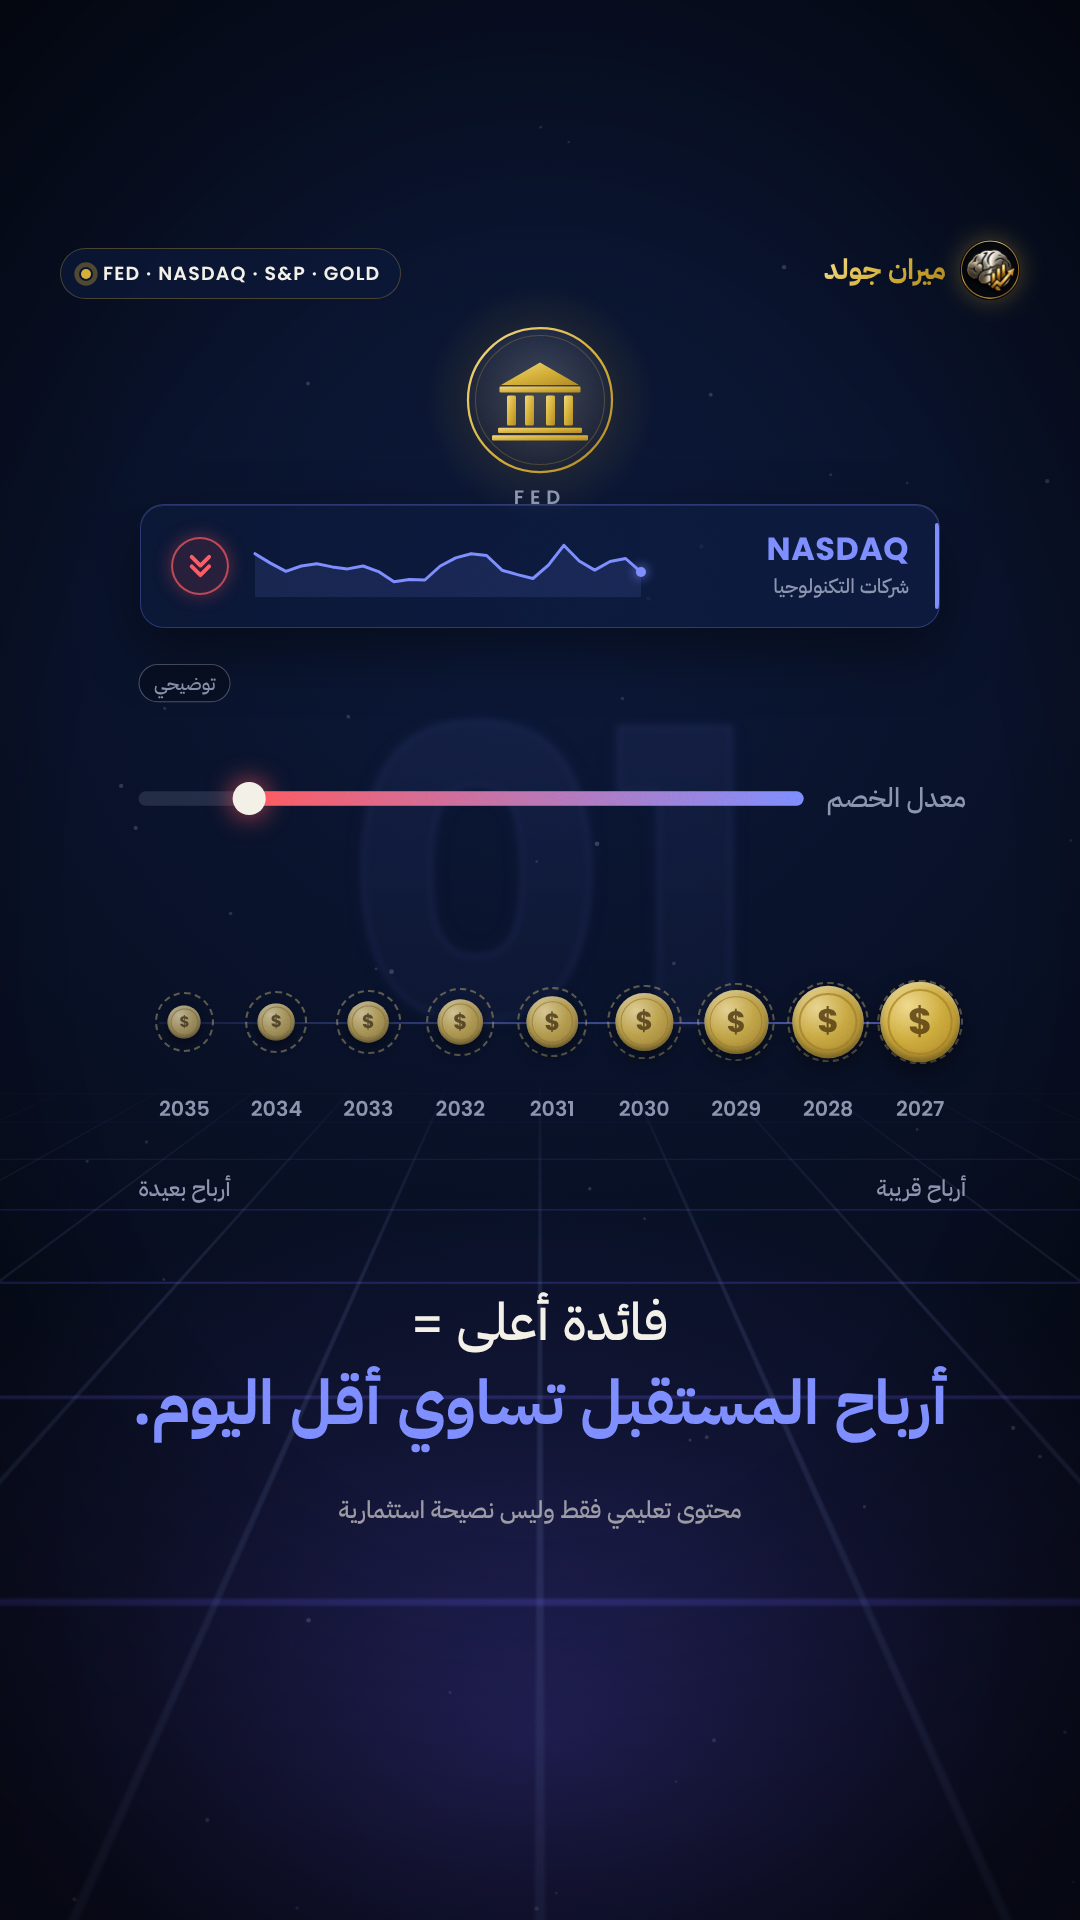 ميران جولد
FED · NASDAQ · S&P · GOLD
FED
NASDAQ
شركات التكنولوجيا
توضيحي
01
معدل الخصم
$ $ $ $ $ $ $ $ $
2035 2034 2033 2032 2031 2030 2029 2028 2027
أرباح قريبة
أرباح بعيدة
فائدة أعلى =
أرباح المستقبل تساوي أقل اليوم.
محتوى تعليمي فقط وليس نصيحة استثمارية